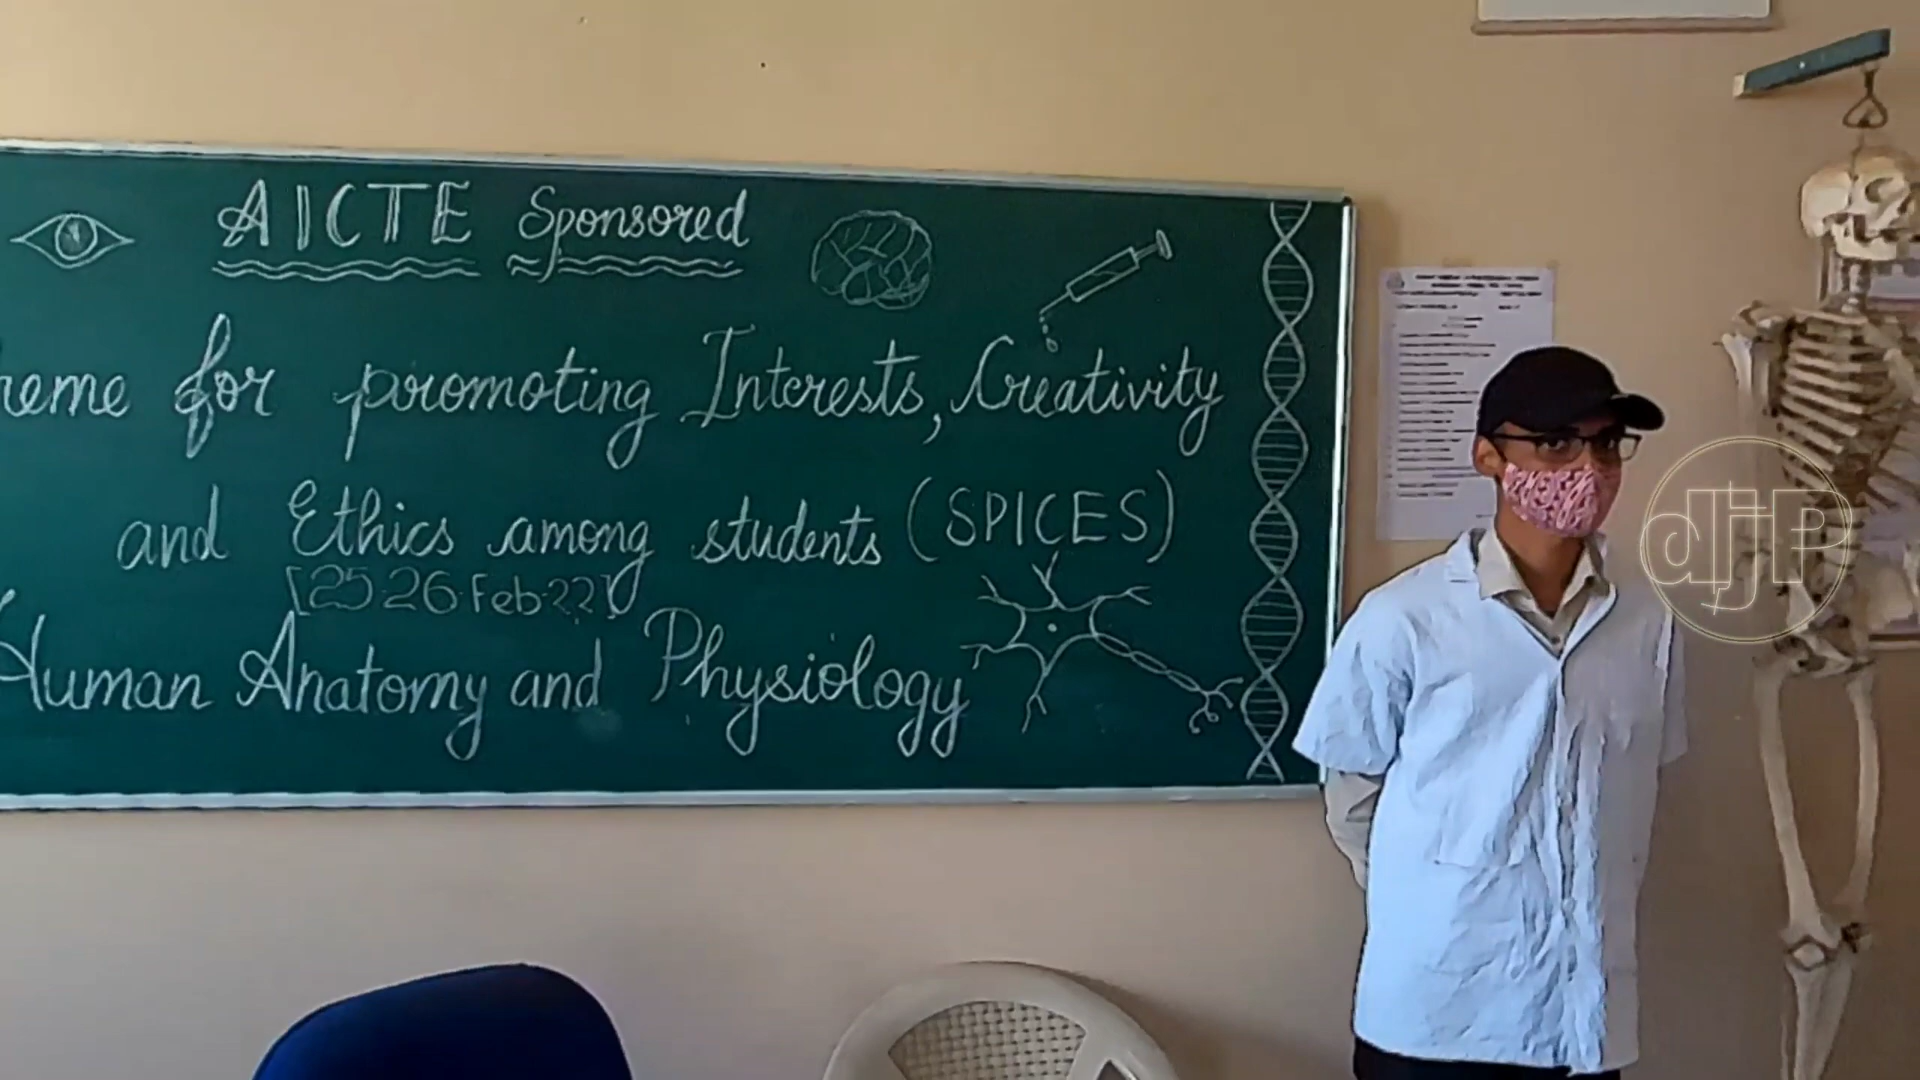 AICTE Sponsored
heme for promoting Interests, Creativity
and Ethics among students (SPICES)
[25-26-Feb-22]
Human Anatomy and Physiology
djP